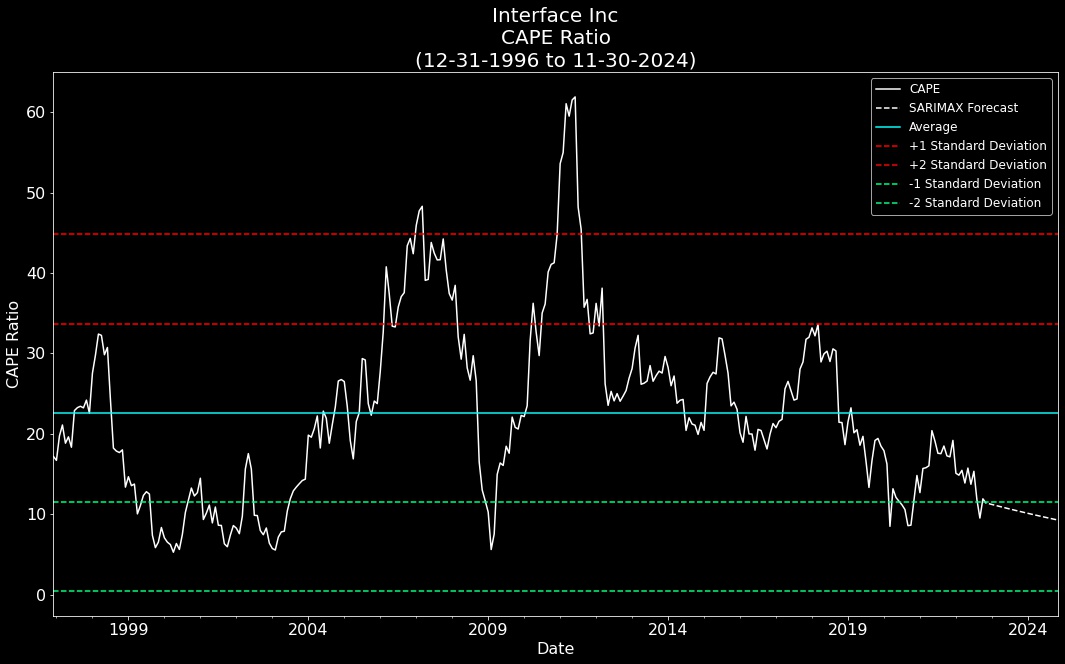 Interface Inc
CAPE Ratio
(12-31-1996 to 11-30-2024)
CAPE
SARIMAX Forecast
Average
+1 Standard Deviation
+2 Standard Deviation
-1 Standard Deviation
-2 Standard Deviation
60
50
40
30
20
10
0
CAPE Ratio
1999
2004
2009
2014
2019
2024
Date